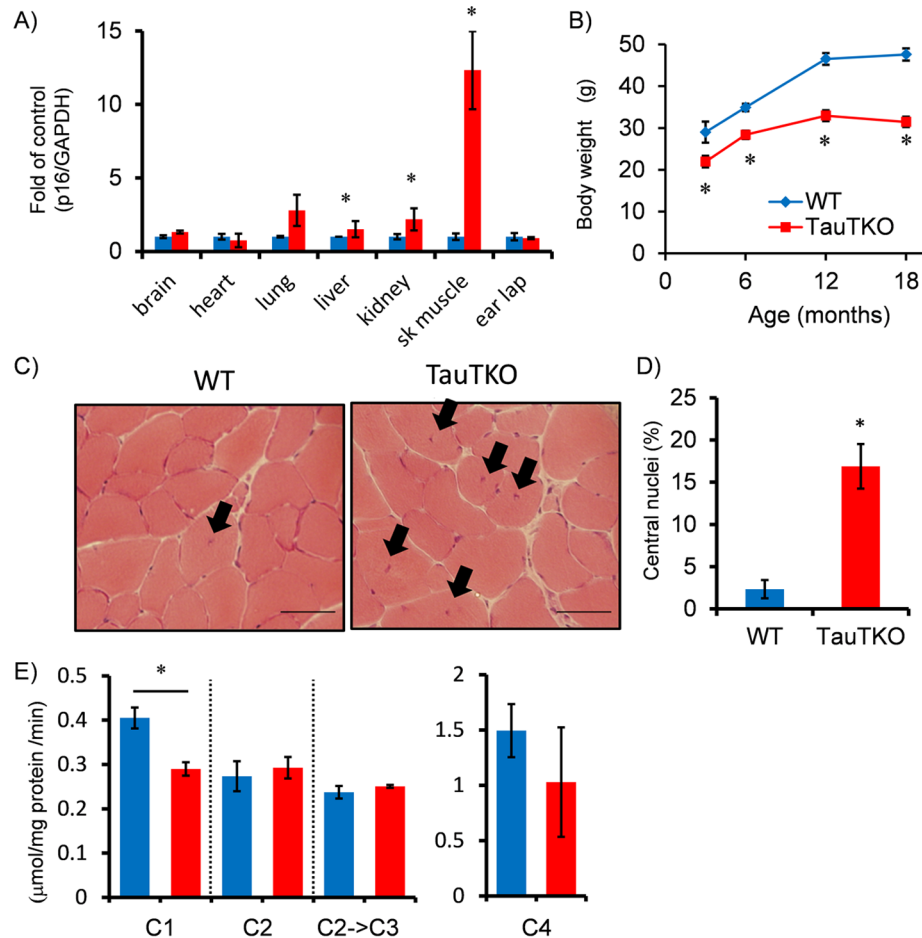 A)
Fold of control
(p16/GAPDH)
15
10
5
0
*
*
*
brain
heart
lung
liver
kidney
sk muscle
ear lap
B)
Body weight (g)
50
40
30
20
10
0
*
*
*
*
WT
TauTKO
0
6
12
18
Age (months)
C)
WT
TauTKO
D)
Central nuclei (%)
25
20
15
10
5
0
*
WT
TauTKO
E)
(μmol/mg protein /min)
0.5
0.4
0.3
0.2
0.1
0
*
C1
C2
C2->C3
2
1.5
1
0.5
0
C4